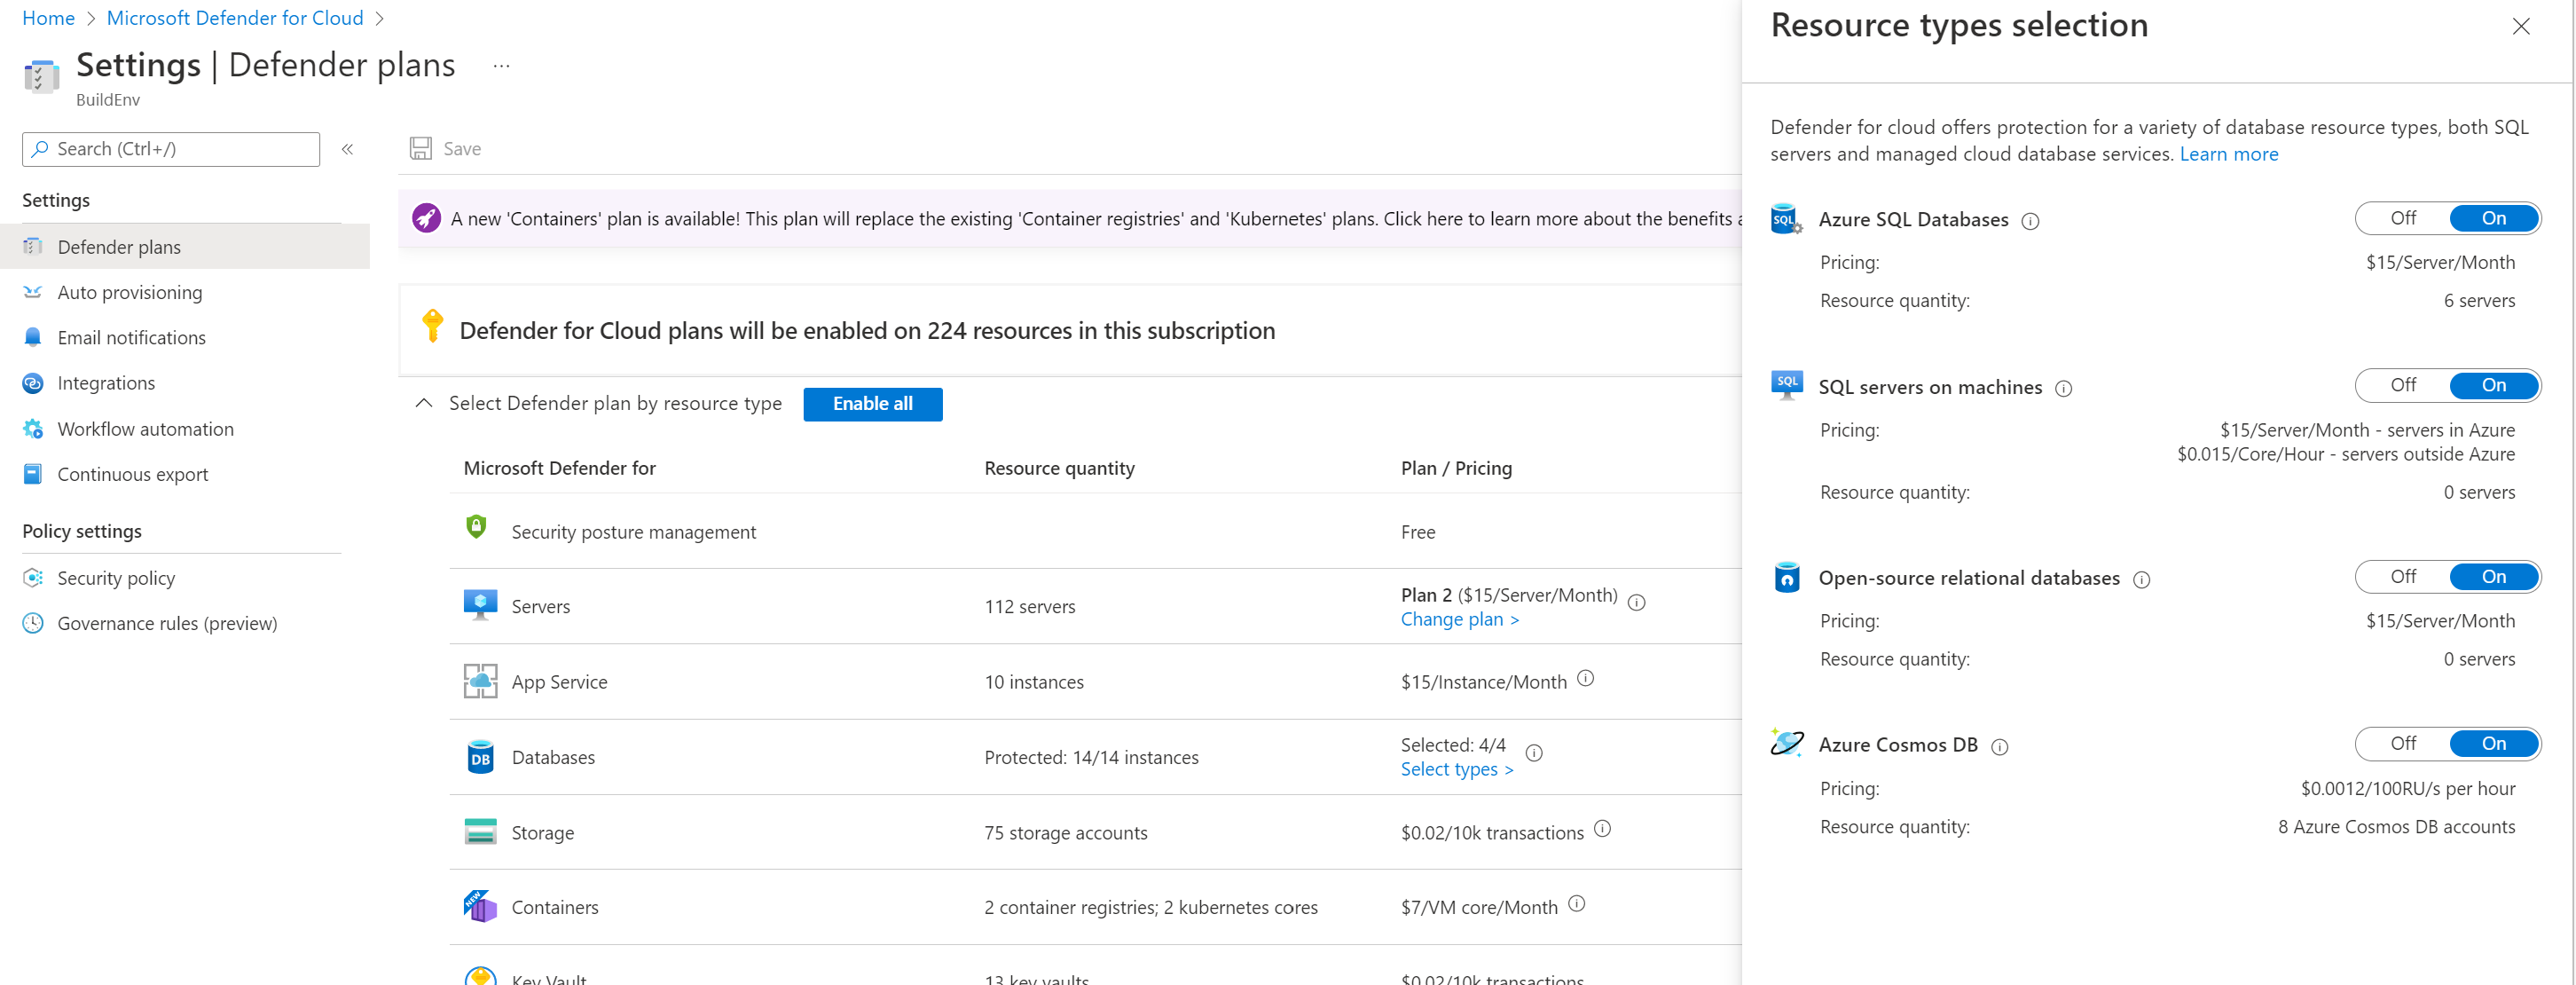 Home > Microsoft Defender for Cloud >
Settings | Defender plans ...
BuildEnv
Search (Ctrl+/) «
Settings
Defender plans
Auto provisioning
Email notifications
Integrations
Workflow automation
Continuous export
Policy settings
Security policy
Governance rules (preview)
Save
A new 'Containers' plan is available! This plan will replace the existing 'Container registries' and 'Kubernetes' plans. Click here to learn more about the benefits
Defender for Cloud plans will be enabled on 224 resources in this subscription
Select Defender plan by resource type Enable all
Microsoft Defender for Resource quantity Plan / Pricing
Security posture management Free
Servers 112 servers Plan 2 ($15/Server/Month)
Change plan >
App Service 10 instances $15/Instance/Month
DB Databases Protected: 14/14 instances Selected: 4/4
Select types >
Storage 75 storage accounts $0.02/10k transactions
NEW Containers 2 container registries; 2 kubernetes cores $7/VM core/Month
Key Vault 13 key vaults $0.02/10k transactions
Resource types selection
Defender for cloud offers protection for a variety of database resource types, both SQL
servers and managed cloud database services. Learn more
SQL Azure SQL Databases Off On
Pricing: $15/Server/Month
Resource quantity: 6 servers
SQL SQL servers on machines Off On
Pricing: $15/Server/Month - servers in Azure
$0.015/Core/Hour - servers outside Azure
Resource quantity: 0 servers
Open-source relational databases Off On
Pricing: $15/Server/Month
Resource quantity: 0 servers
Azure Cosmos DB Off On
Pricing: $0.0012/100RU/s per hour
Resource quantity: 8 Azure Cosmos DB accounts